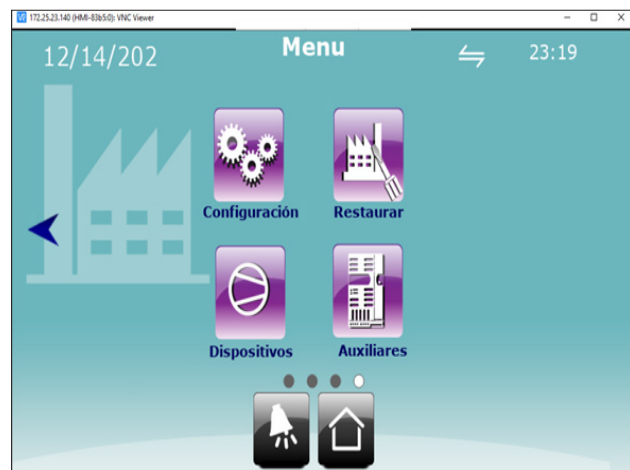 172.25.23.140 (HMI-83b5:0): VNC Viewer
12/14/202
Menu
23:19
Configuración
Restaurar
Dispositivos
Auxiliares